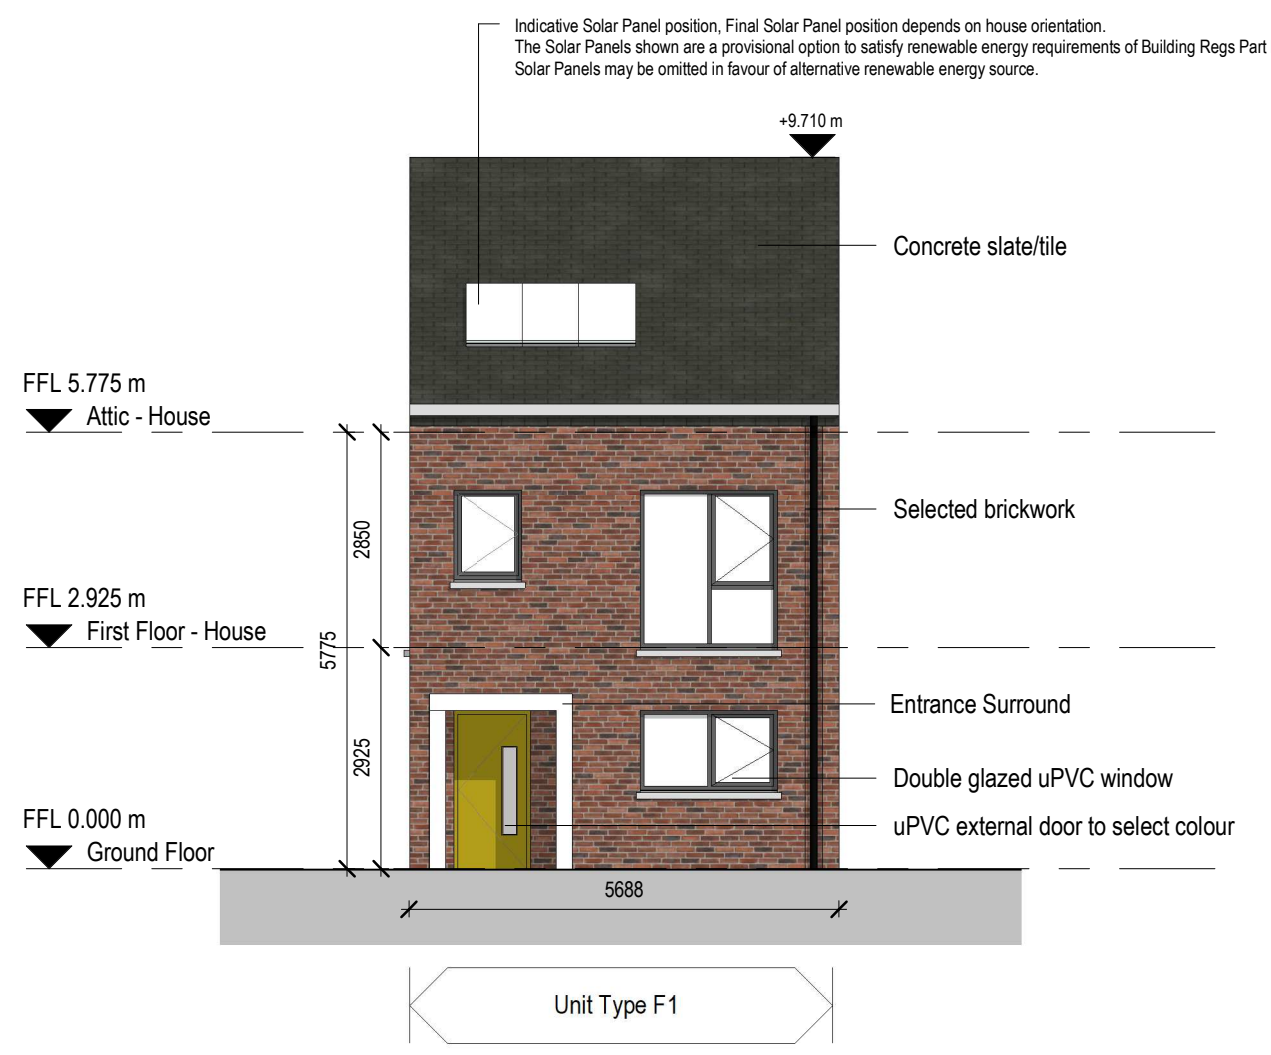 Indicative Solar Panel position, Final Solar Panel position depends on house orientation.
The Solar Panels shown are a provisional option to satisfy renewable energy requirements of Building Regs Part
Solar Panels may be omitted in favour of alternative renewable energy source.
+9.710 m
Concrete slate/tile
FFL 5.775 m
Attic - House
Selected brickwork
2850
FFL 2.925 m
First Floor - House
5775
Entrance Surround
2925
Double glazed uPVC window
FFL 0.000 m
uPVC external door to select colour
Ground Floor
5688
Unit Type F1